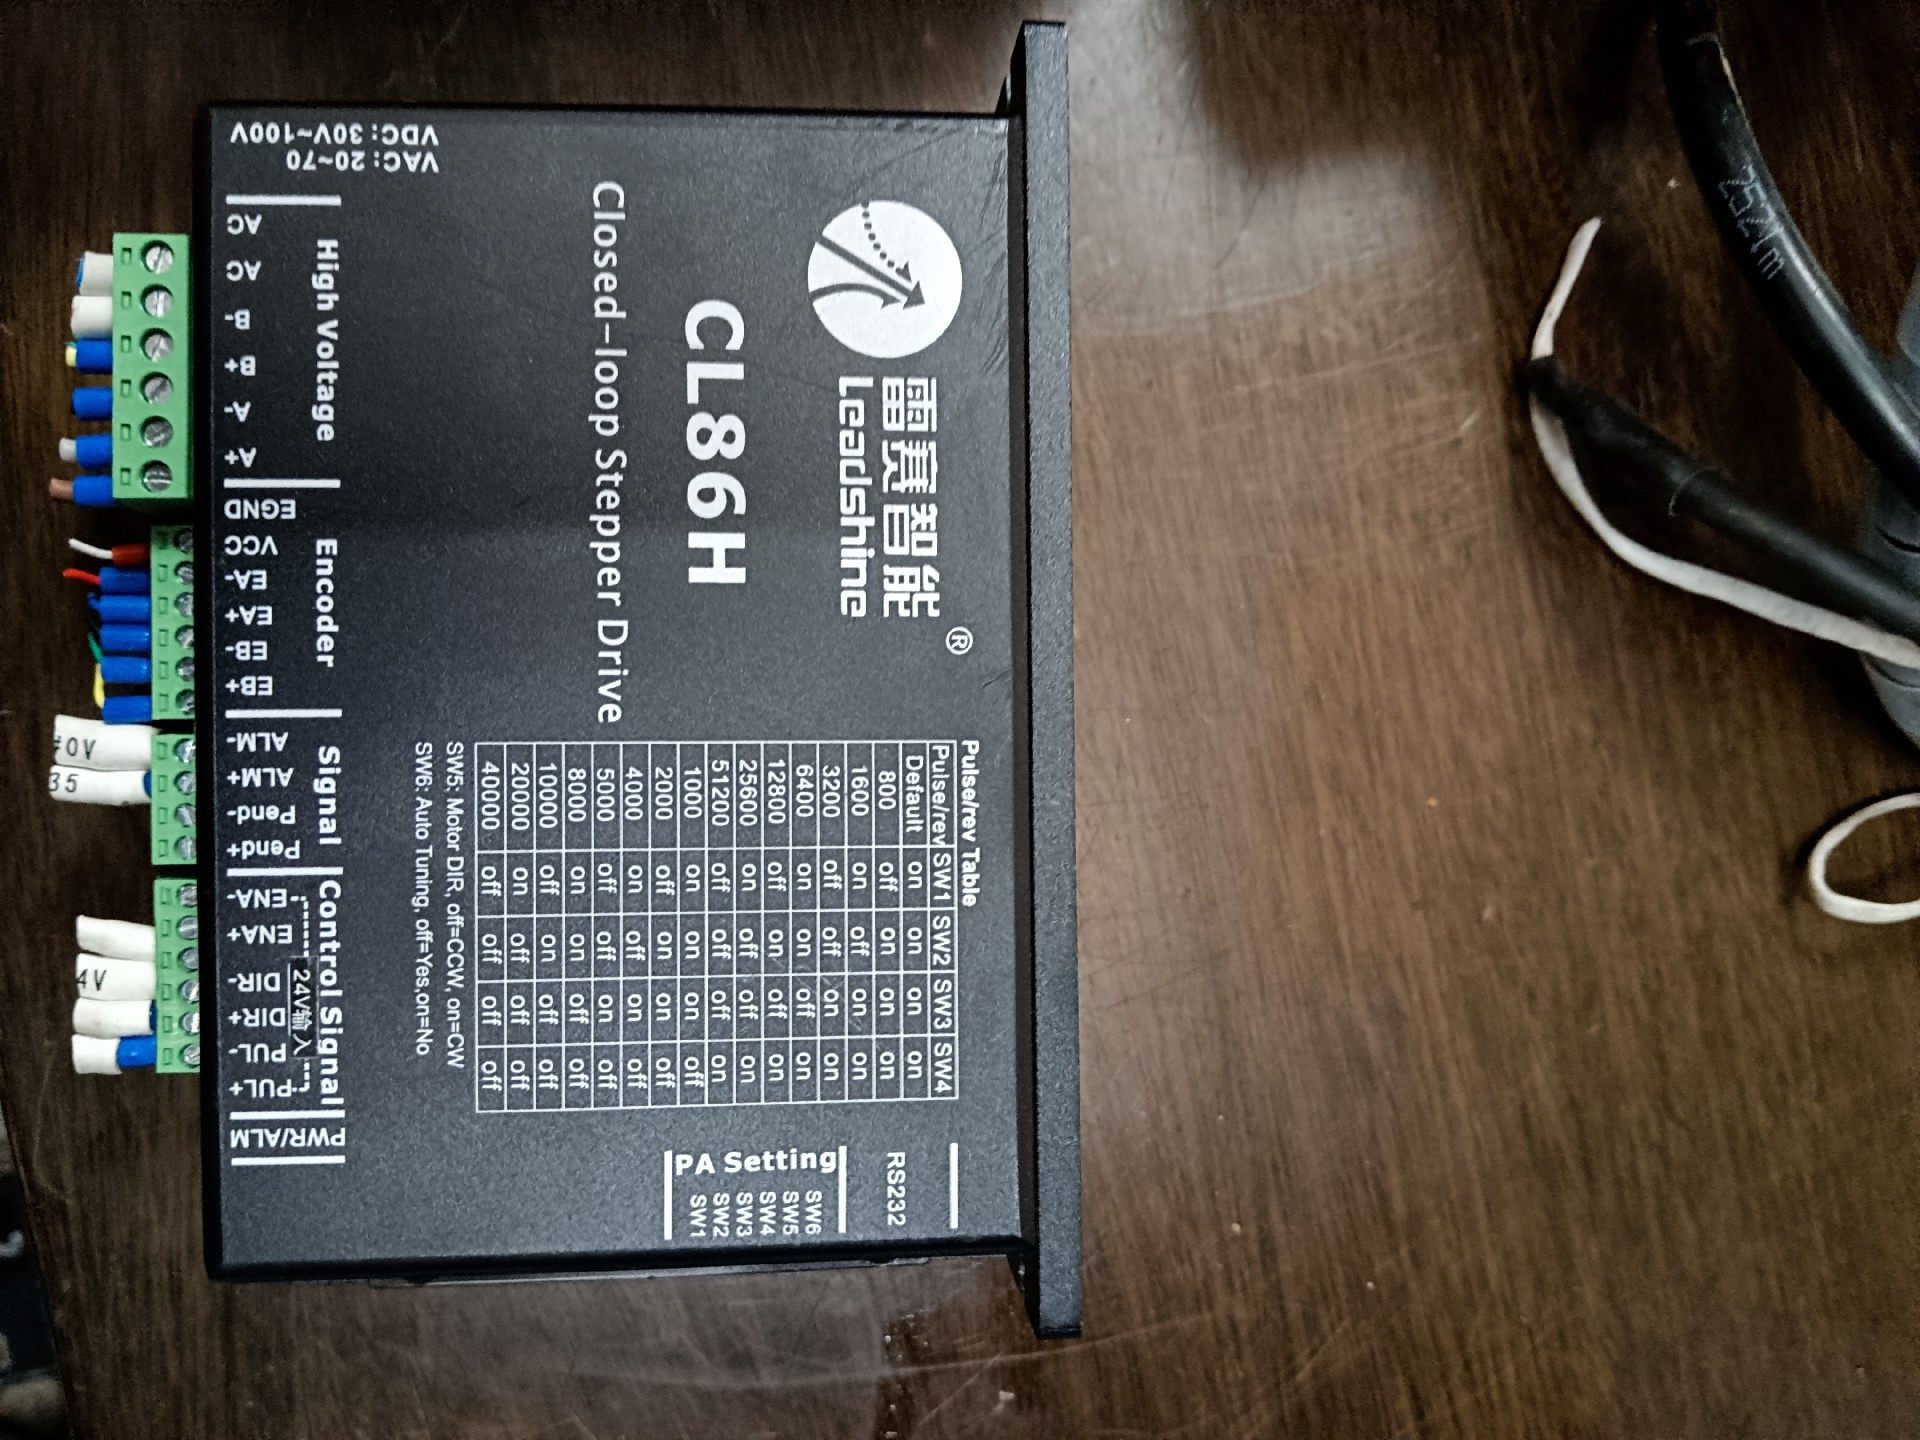 雷赛智能®
Leadshine
CL86H
Closed-loop Stepper Drive
Pulse/rev Table
Pulse/rev SW1 SW2 SW3 SW4
Default on on on on
800 off on on on
1600 on off on on
3200 off off on on
6400 on on off on
12800 off on off on
25600 on off off on
51200 off off off on
1000 on on on off
2000 off on on off
4000 on off on off
5000 off off on off
8000 on on off off
10000 off on off off
20000 on off off off
40000 off off off off
SW5: Motor DIR, off=CCW, on=CW
SW6: Auto Tuning, off=Yes,on=No
RS232
PA Setting
SW6
SW5
SW4
SW3
SW2
SW1
VAC: 20~70
VDC: 30V~100V
High Voltage
AC
AC
B-
B+
A-
A+
Encoder
EGND
VCC
EA-
EA+
EB-
EB+
Signal
ALM-
ALM+
Pend-
Pend+
Control Signal
24V输入
ENA-
ENA+
DIR-
DIR+
PUL-
PUL+
PWR/ALM
0V
35
4V